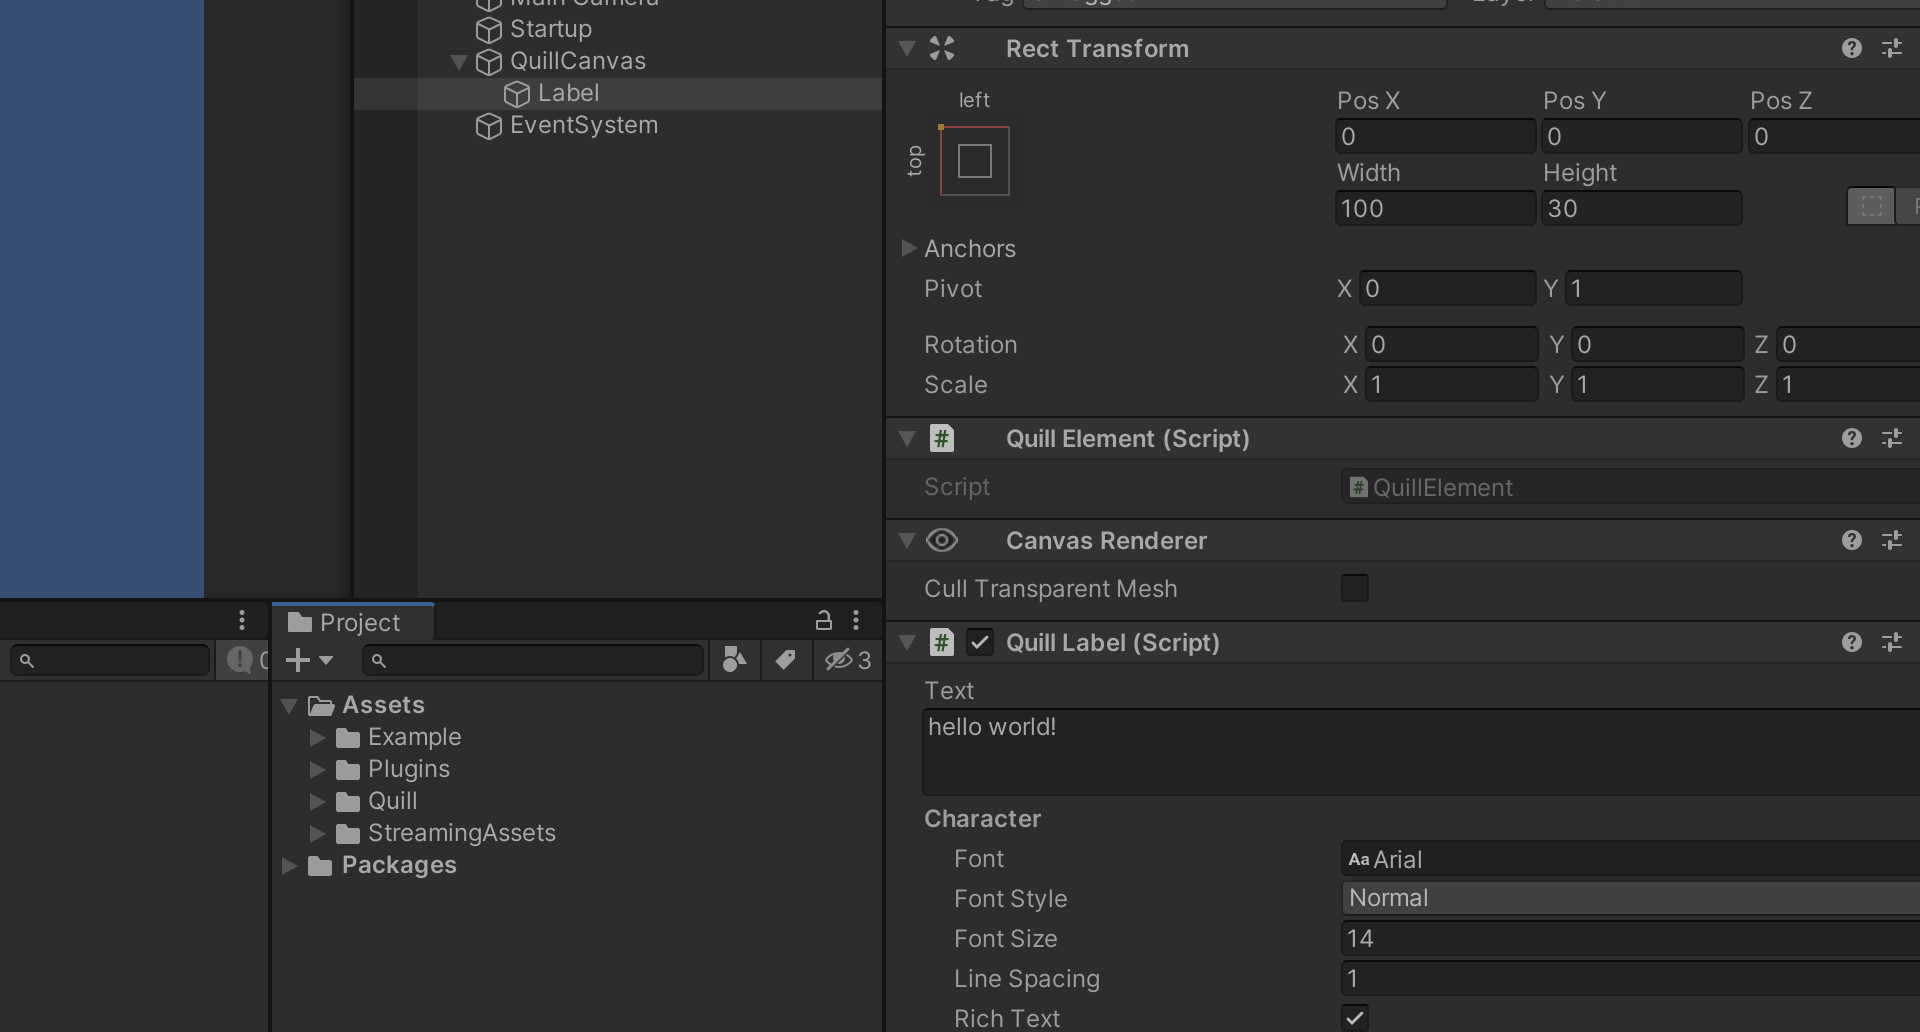 Main Camera
Startup
QuillCanvas
Label
EventSystem
Rect Transform
left
top
Pos X Pos Y Pos Z
0 0 0
Width Height
100 30
Anchors
Pivot X 0 Y 1
Rotation X 0 Y 0 Z 0
Scale X 1 Y 1 Z 1
Quill Element (Script)
Script # QuillElement
Canvas Renderer
Cull Transparent Mesh
# Quill Label (Script)
Text
hello world!
Character
Font Aa Arial
Font Style Normal
Font Size 14
Line Spacing 1
Rich Text
Project
3
Assets
Example
Plugins
Quill
StreamingAssets
Packages